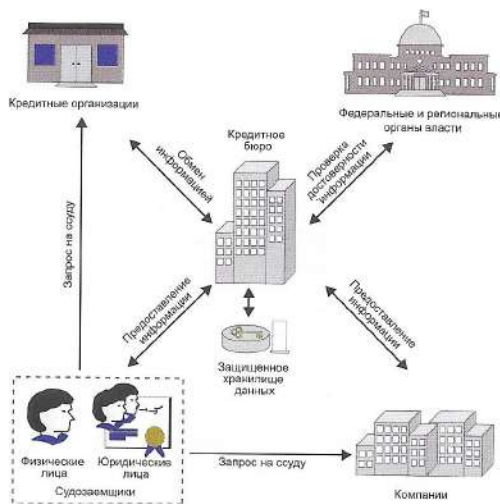 Кредитные организации
Федеральные и региональные
органы власти
Кредитное
бюро
Обмен
информацией
Проверка
достоверности
информации
Запрос на ссуду
Предоставление
информации
Предоставление
информации
Защищенное
хранилище
данных
Физические
лица
Юридические
лица
Судозаемщики
Запрос на ссуду
Компании